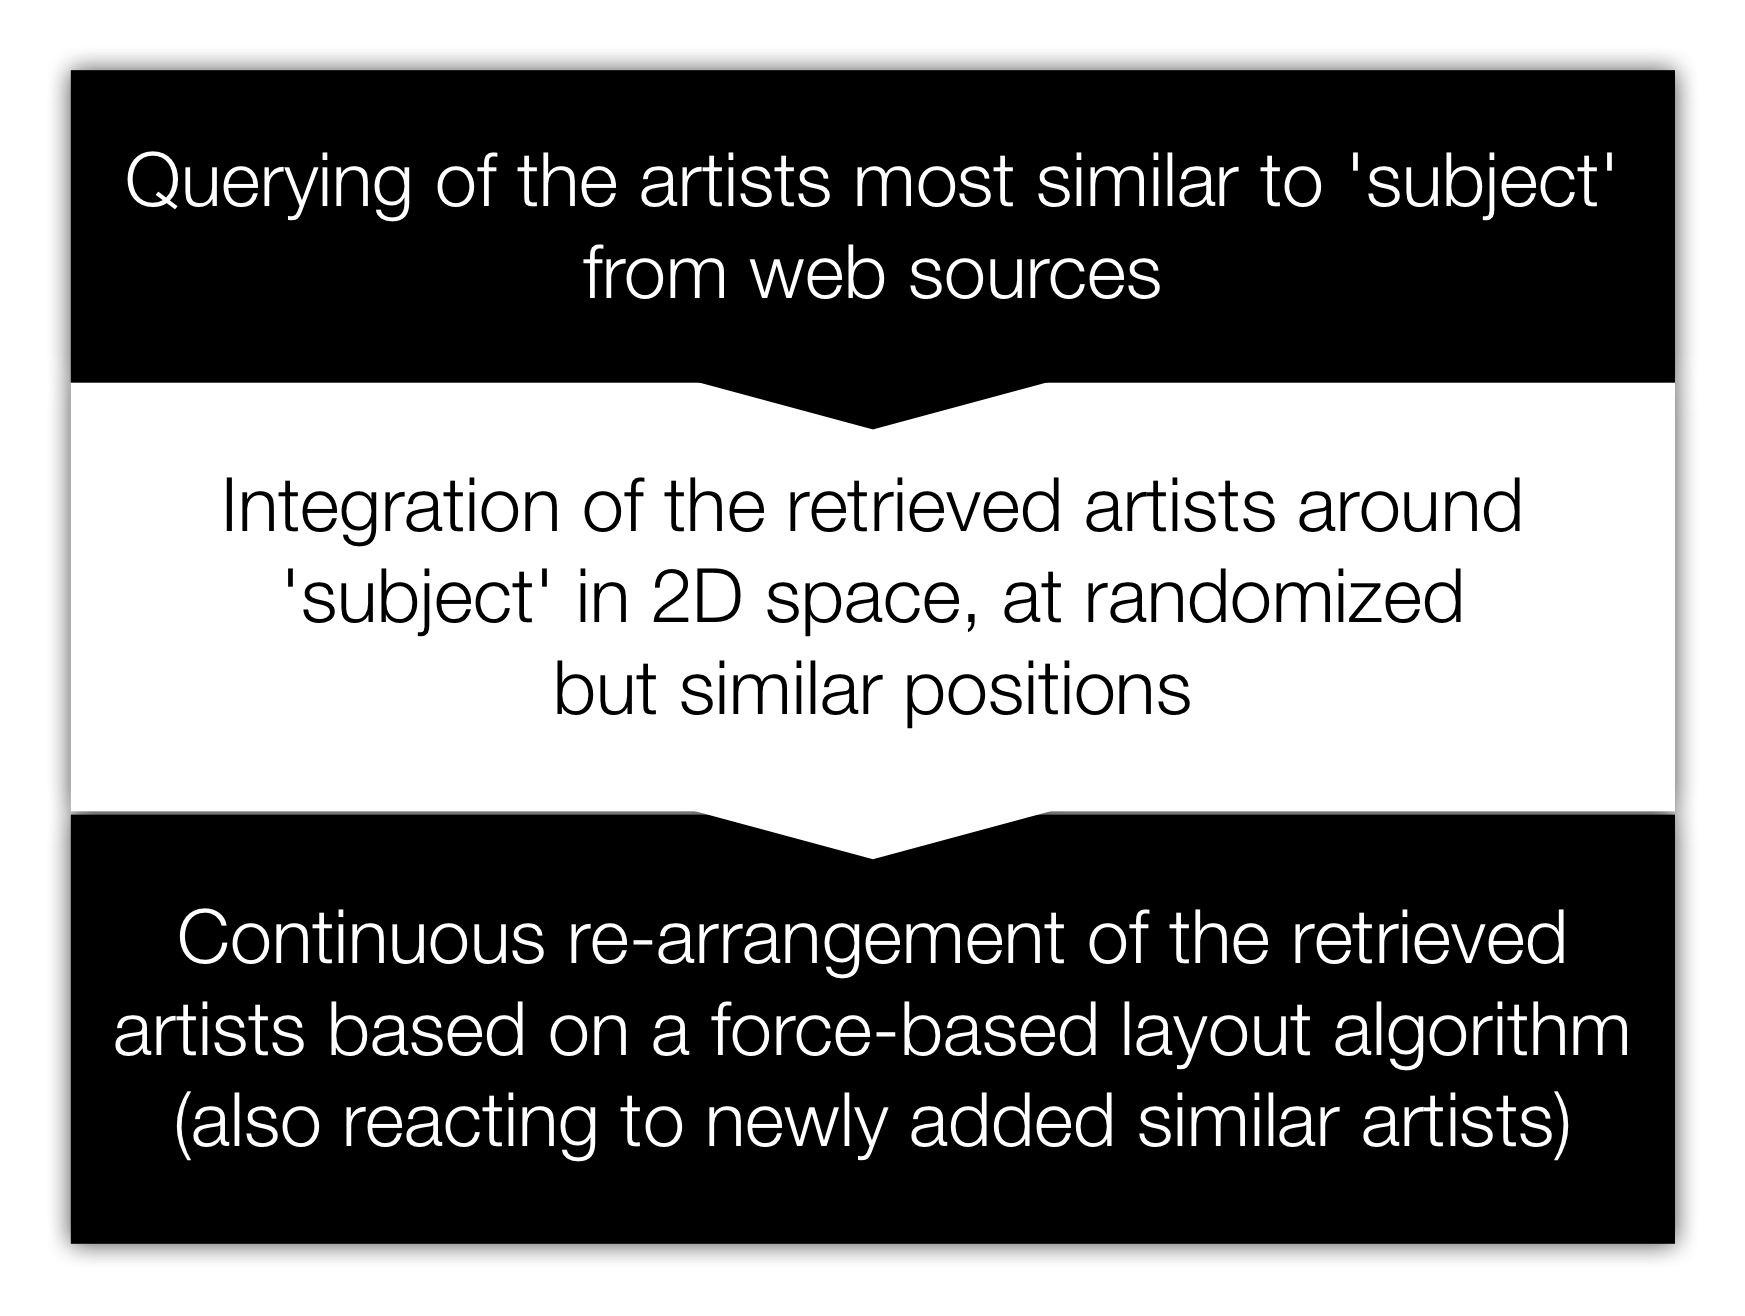 Querying of the artists most similar to 'subject'
from web sources
Integration of the retrieved artists around
'subject' in 2D space, at randomized
but similar positions
Continuous re-arrangement of the retrieved
artists based on a force-based layout algorithm
(also reacting to newly added similar artists)